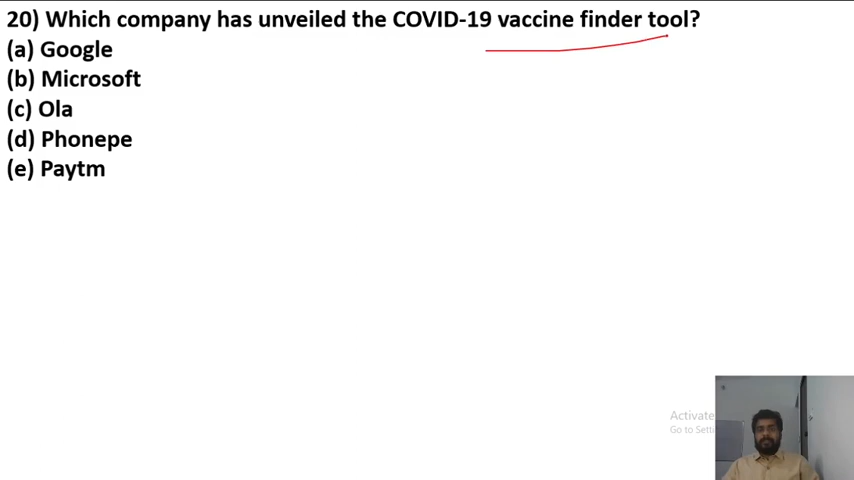 20) Which company has unveiled the COVID-19 vaccine finder tool?
(a) Google
(b) Microsoft
(c) Ola
(d) Phonepe
(e) Paytm
Activate
Go to